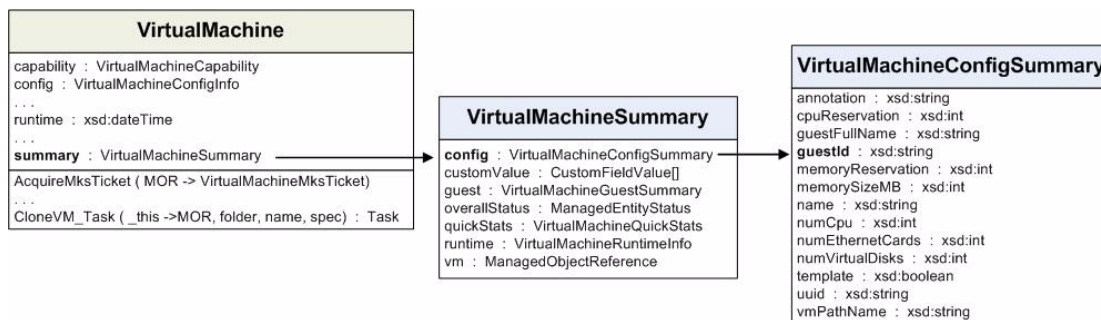 VirtualMachine
capability : VirtualMachineCapability
config : VirtualMachineConfigInfo
. . .
runtime : xsd:dateTime
. . .
summary : VirtualMachineSummary
AcquireMksTicket ( MOR -> VirtualMachineMksTicket)
. . .
CloneVM_Task ( _this ->MOR, folder, name, spec) : Task
VirtualMachineSummary
config : VirtualMachineConfigSummary
customValue : CustomFieldValue[]
guest : VirtualMachineGuestSummary
overallStatus : ManagedEntityStatus
quickStats : VirtualMachineQuickStats
runtime : VirtualMachineRuntimeInfo
vm : ManagedObjectReference
VirtualMachineConfigSummary
annotation : xsd:string
cpuReservation : xsd:int
guestFullName : xsd:string
guestId : xsd:string
memoryReservation : xsd:int
memorySizeMB : xsd:int
name : xsd:string
numCpu : xsd:int
numEthernetCards : xsd:int
numVirtualDisks : xsd:int
template : xsd:boolean
uuid : xsd:string
vmPathName : xsd:string